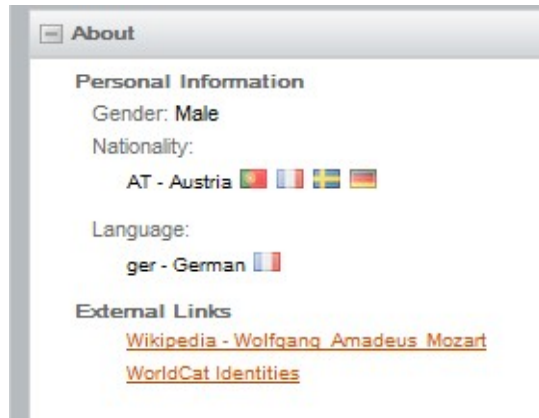 About
Personal Information
Gender: Male
Nationality:
AT - Austria
Language:
ger - German
External Links
Wikipedia - Wolfgang Amadeus Mozart
WorldCat Identities